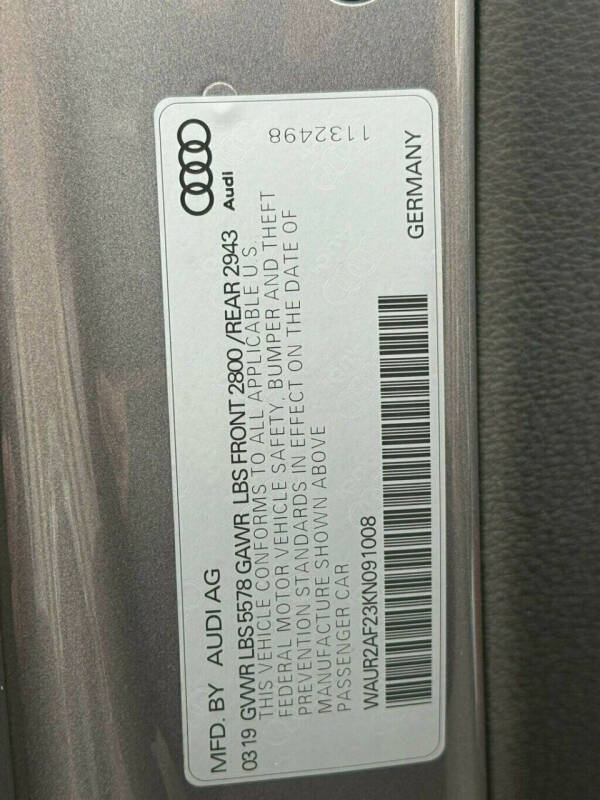 MFD. BY AUDI AG
0319 GVWR LBS 5578 GAWR LBS FRONT 2800 / REAR 2943
Audi
THIS VEHICLE CONFORMS TO ALL APPLICABLE U.S.
FEDERAL MOTOR VEHICLE SAFETY, BUMPER AND THEFT
PREVENTION STANDARDS IN EFFECT ON THE DATE OF
MANUFACTURE SHOWN ABOVE
PASSENGER CAR
1132498
WAUR2AF23KN091008
GERMANY